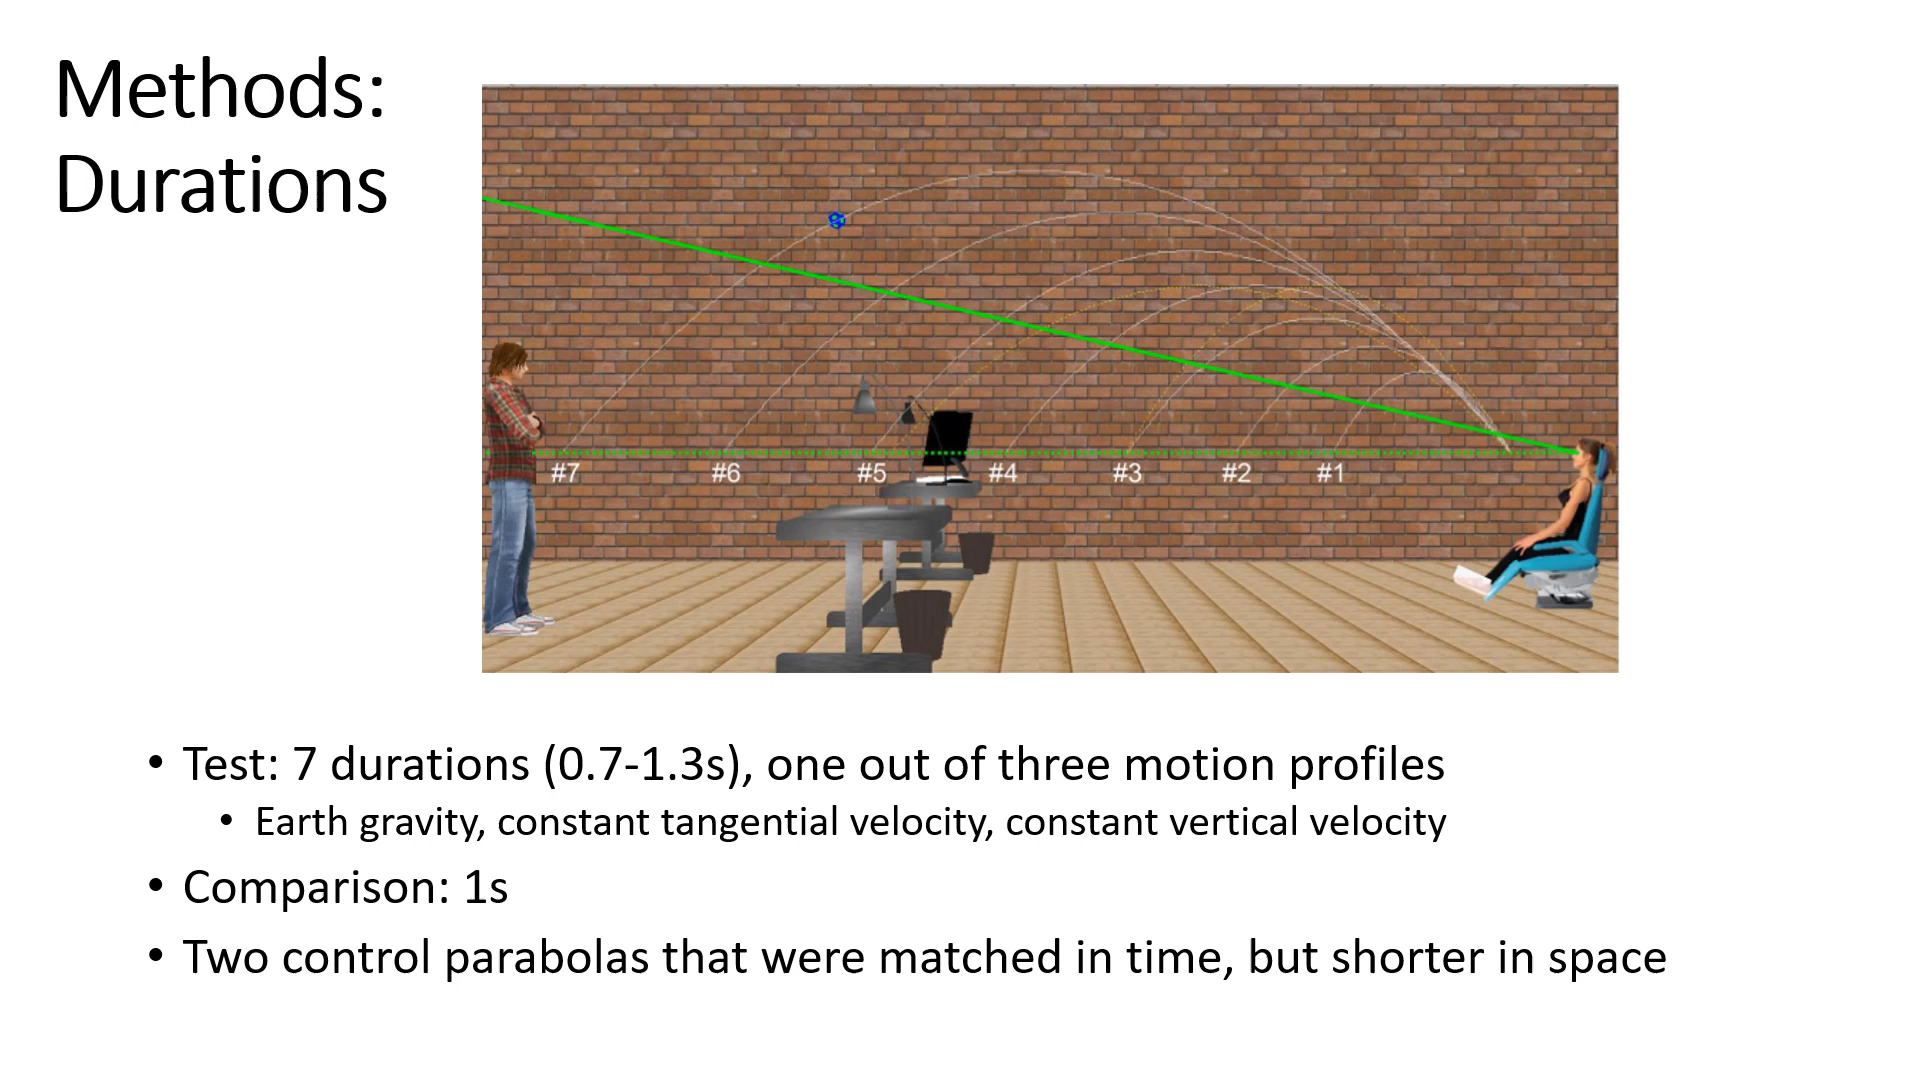 Methods:
Durations
#7 #6 #5 #4 #3 #2 #1
• Test: 7 durations (0.7-1.3s), one out of three motion profiles
• Earth gravity, constant tangential velocity, constant vertical velocity
• Comparison: 1s
• Two control parabolas that were matched in time, but shorter in space